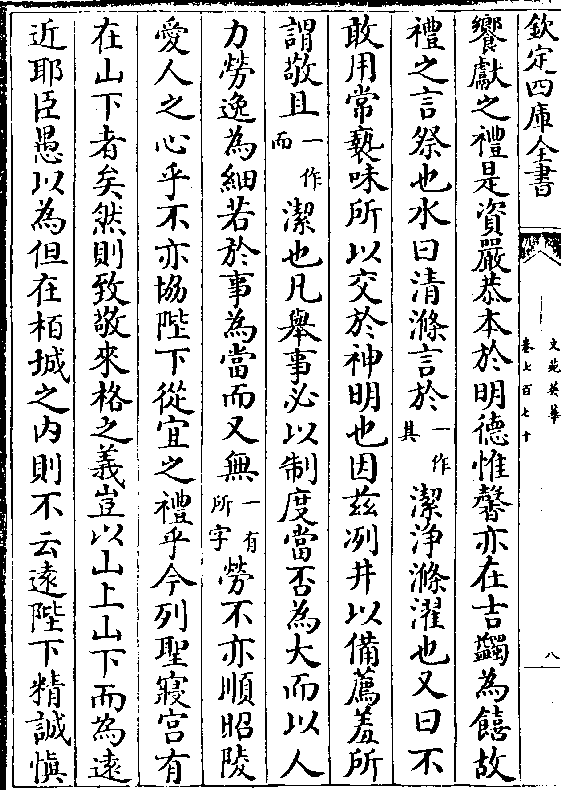 欽定四庫全書
文苑英華
卷七百七十
八
饗獻之禮是資嚴恭本於明德惟馨亦在吉蠲為饎故
禮之言祭也水曰清滌言於一作其潔淨滌濯也又曰不
敢用常褻味所以交於神明也因茲冽井以備薦羞所
謂敬且一作而潔也凡舉事必以制度當否為大而以人
力勞逸為細若於事為當而又無一有所字勞不亦順昭陵
愛人之心乎不亦協陛下從宜之禮乎今列聖寢宮有
在山下者矣然則致敬來格之義豈以山上山下而為遠
近耶臣愚以為但在栢城之內則不云遠陛下精誠慎